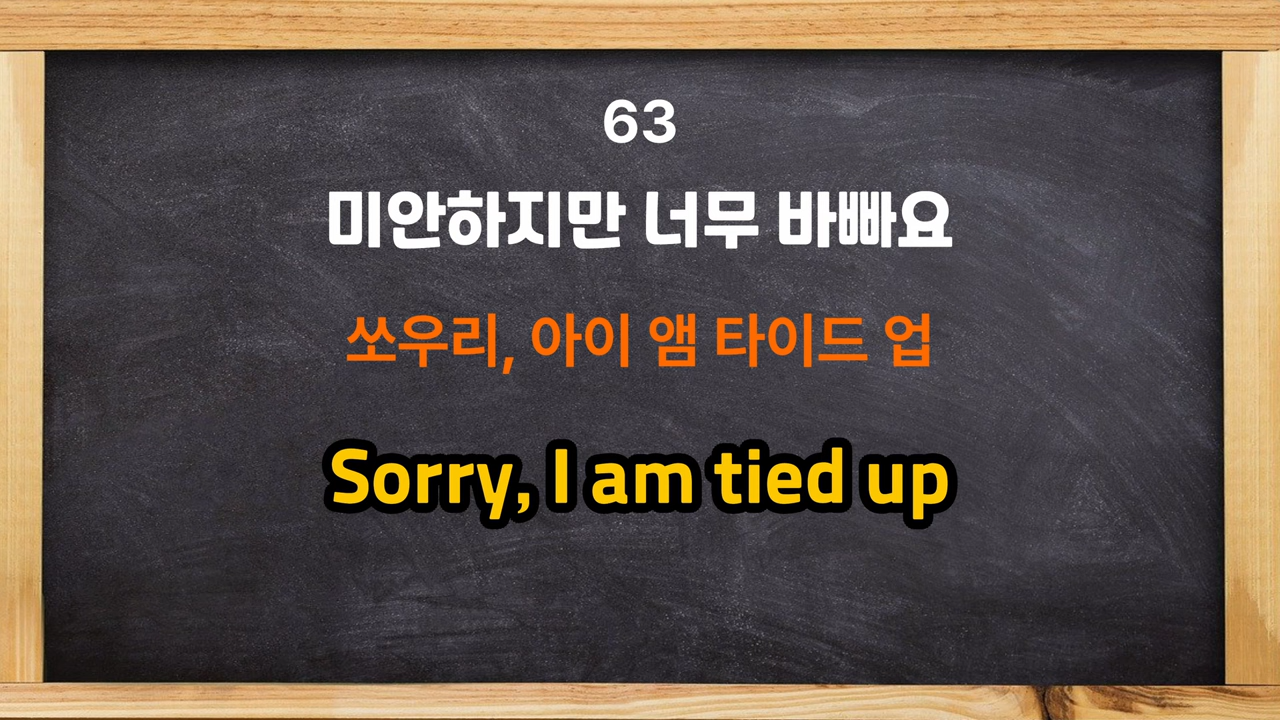 63
미안하지만 너무 바빠요
쏘우리, 아이 앰 타이드 업
Sorry, I am tied up